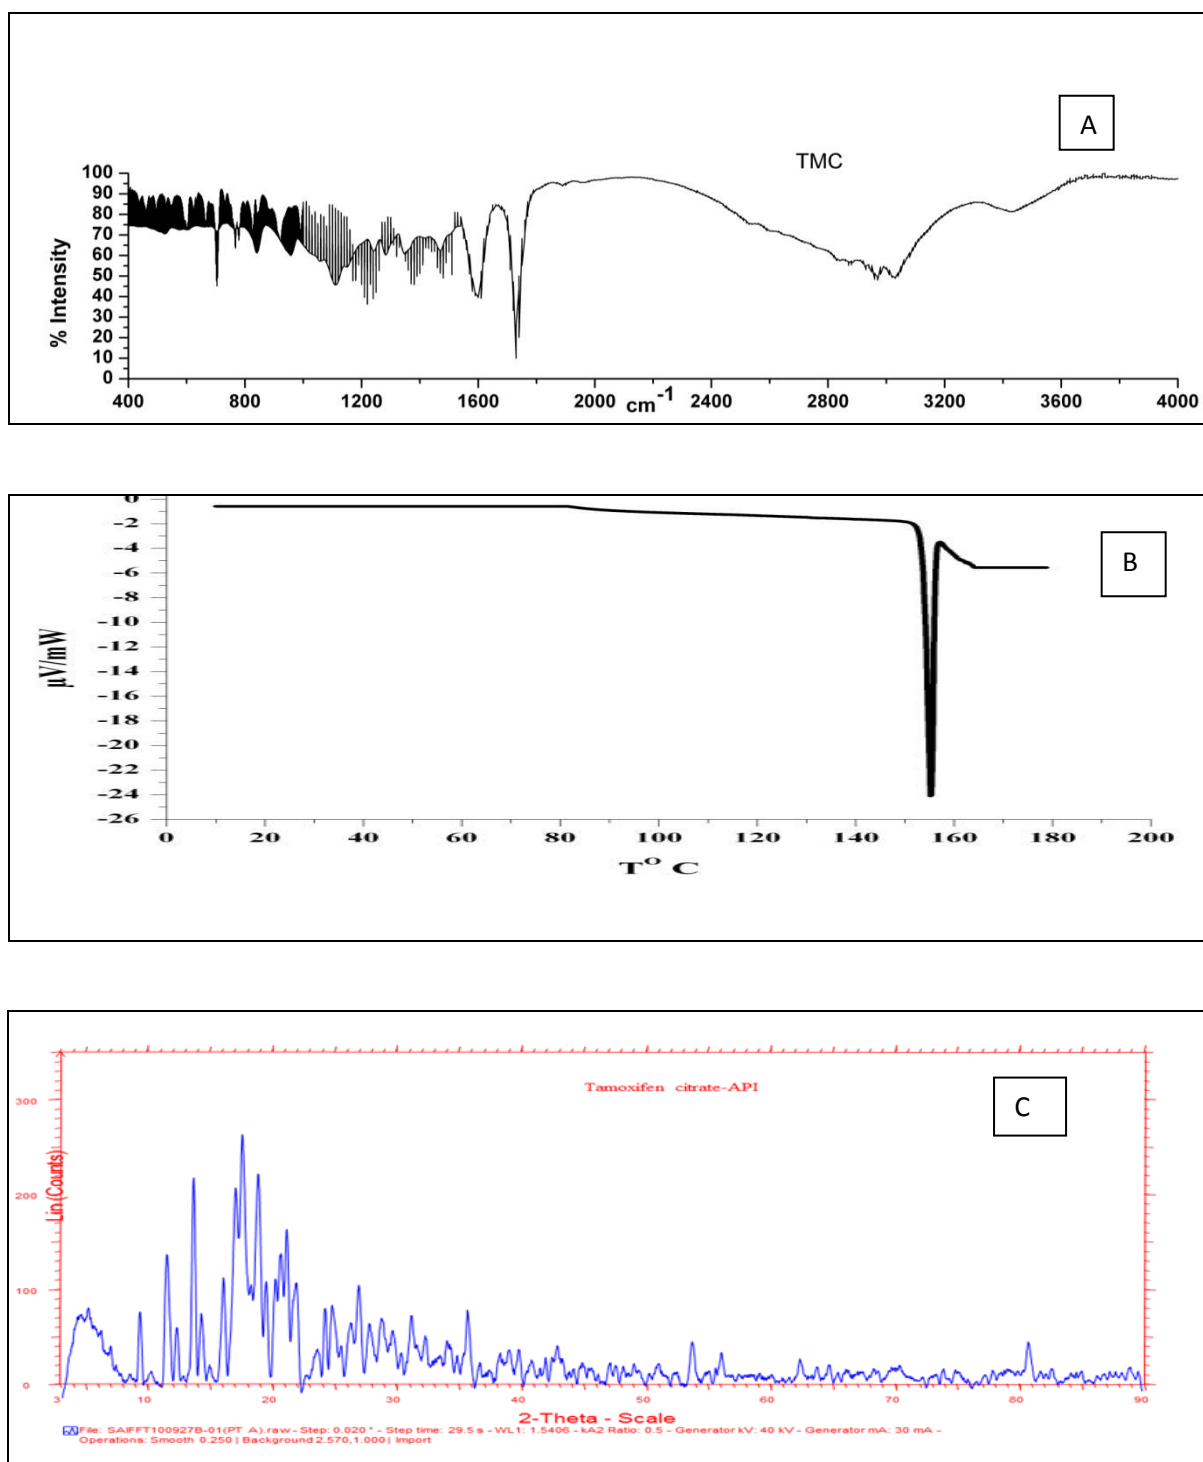 A
TMC
100
90
80
70
60
50
40
30
20
10
0
% Intensity
400 800 1200 1600 2000 cm-1 2400 2800 3200 3600 4000
0
-2
-4
-6
-8
-10
-12
-14
-16
-18
-20
-22
-24
-26
µV/mW
B
0 20 40 60 80 100 120 140 160 180 200
T° C
Tamoxifen citrate-API
C
300
200
100
0
Lin (Counts)
3 10 20 30 40 50 60 70 80 90
2-Theta - Scale
File: SAIFFT100927B-01(PT A).raw - Step: 0.020 ° - Step time: 29.5 s - WL1: 1.5406 - kA2 Ratio: 0.5 - Generator kV: 40 kV - Generator mA: 30 mA -
Operations: Smooth 0.250 | Background 2.570,1.000 | Import